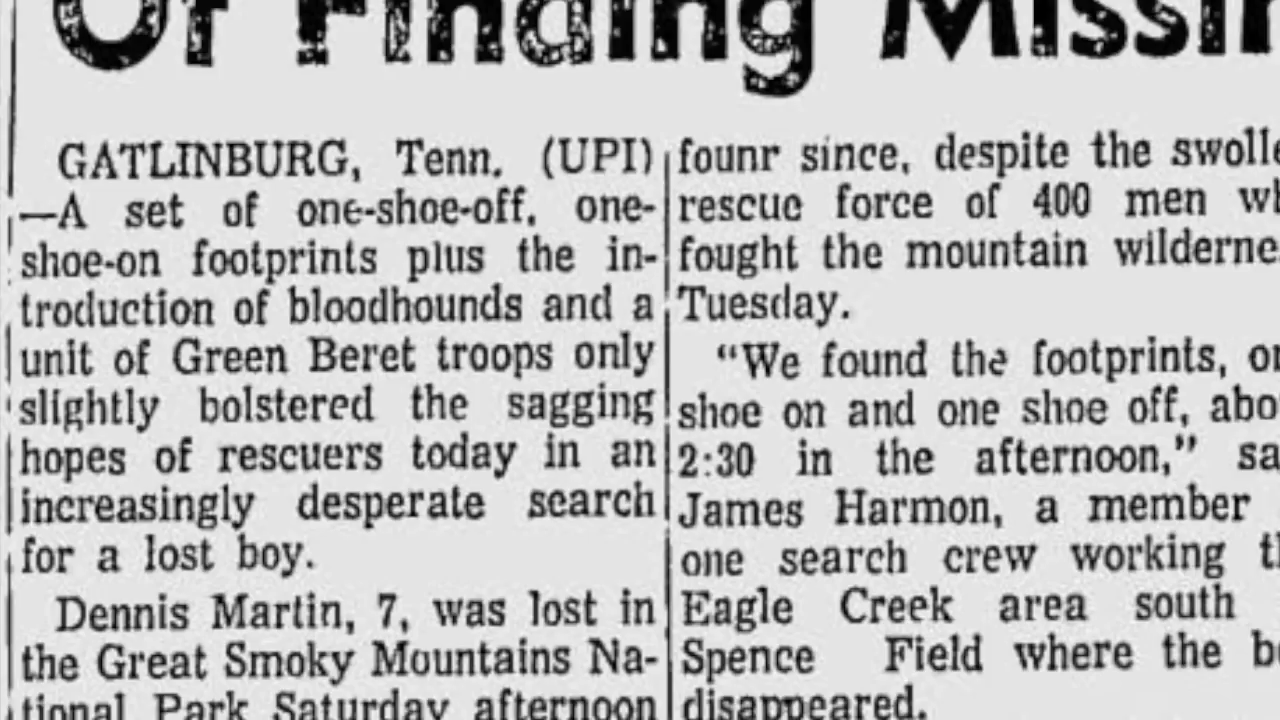 Of Finding Missin
GATLINBURG, Tenn. (UPI)
—A set of one-shoe-off, one-
shoe-on footprints plus the in-
troduction of bloodhounds and a
unit of Green Beret troops only
slightly bolstered the sagging
hopes of rescuers today in an
increasingly desperate search
for a lost boy.
Dennis Martin, 7, was lost in
the Great Smoky Mountains Na-
tional Park Saturday afternoon
founr since, despite the swolle
rescue force of 400 men wh
fought the mountain wildernes
Tuesday.
“We found the footprints, on
shoe on and one shoe off, abo
2:30 in the afternoon,” sa
James Harmon, a member
one search crew working th
Eagle Creek area south
Spence Field where the bo
disappeared.